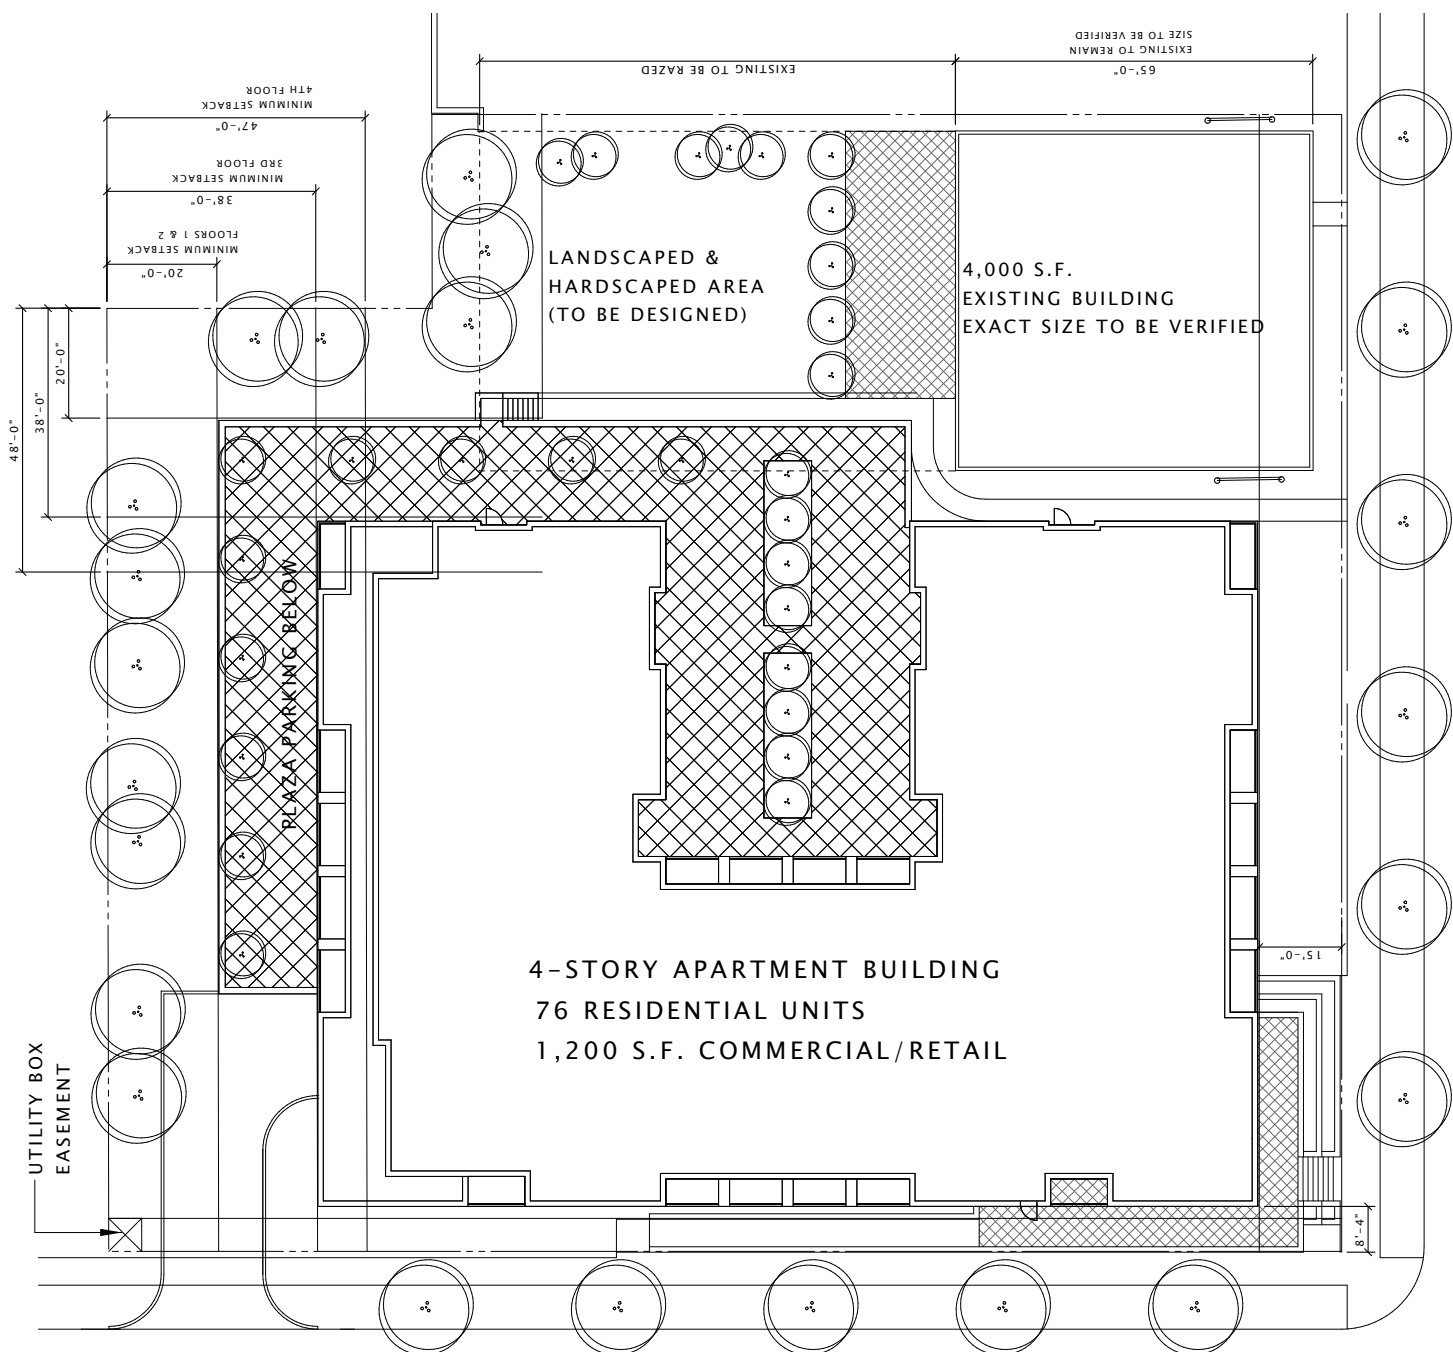 SIZE TO BE VERIFIED
EXISTING TO REMAIN
65'-0"
EXISTING TO BE RAZED
4TH FLOOR
MINIMUM SETBACK
47'-0"
3RD FLOOR
MINIMUM SETBACK
38'-0"
FLOORS 1 & 2
MINIMUM SETBACK
20'-0"
LANDSCAPED &
HARDSCAPED AREA
(TO BE DESIGNED)
4,000 S.F.
EXISTING BUILDING
EXACT SIZE TO BE VERIFIED
20'-0"
38'-0"
48'-0"
PLAZA PARKING BELOW
4-STORY APARTMENT BUILDING
76 RESIDENTIAL UNITS
1,200 S.F. COMMERCIAL/RETAIL
15'-0"
UTILITY BOX
EASEMENT
8'-4"